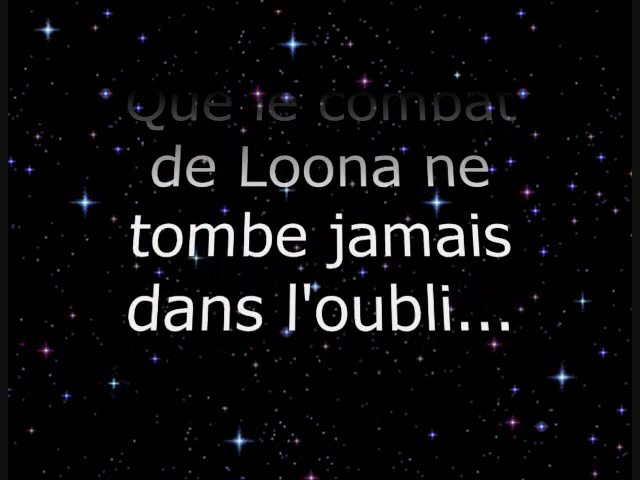 Que le combat
de Loona ne
tombe jamais
dans l'oubli...